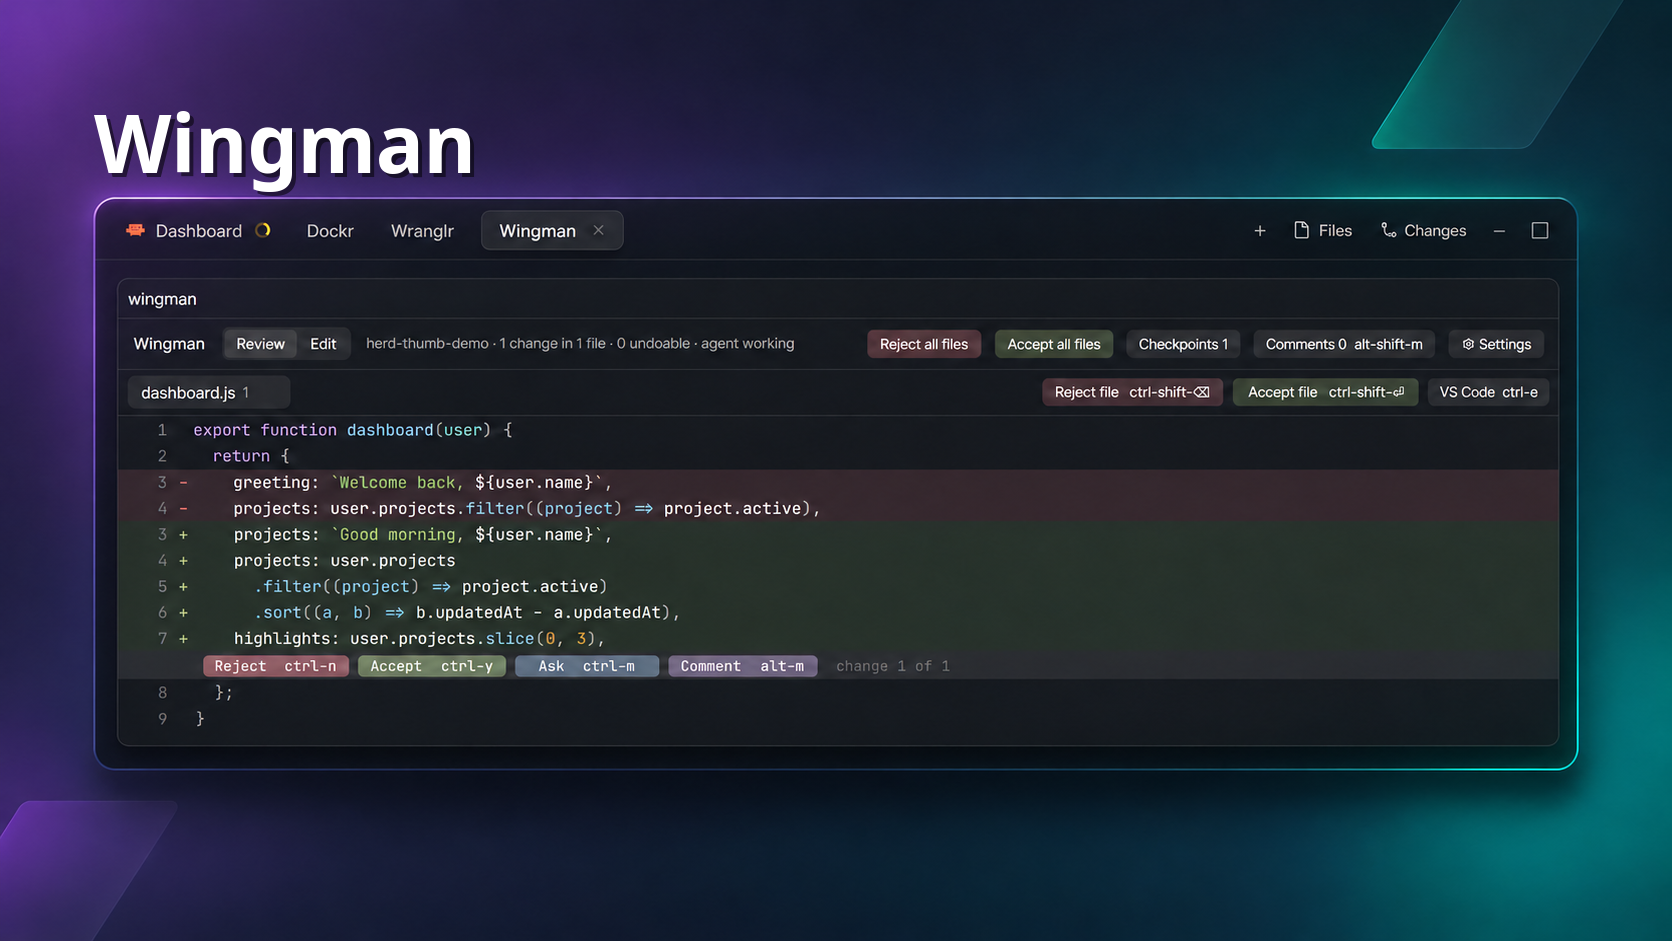 Wingman
Dashboard Dockr Wranglr Wingman × + Files Changes
wingman
Wingman Review Edit herd-thumb-demo · 1 change in 1 file · 0 undoable · agent working Reject all files Accept all files Checkpoints 1 Comments 0 alt-shift-m Settings
dashboard.js 1 Reject file ctrl-shift-⌫ Accept file ctrl-shift-⏎ VS Code ctrl-e
1 export function dashboard(user) {
2 return {
3 - greeting: `Welcome back, ${user.name}`,
4 - projects: user.projects.filter((project) => project.active),
3 + projects: `Good morning, ${user.name}`,
4 + projects: user.projects
5 + .filter((project) => project.active)
6 + .sort((a, b) => b.updatedAt - a.updatedAt),
7 + highlights: user.projects.slice(0, 3),
Reject ctrl-n Accept ctrl-y Ask ctrl-m Comment alt-m change 1 of 1
8 };
9 }